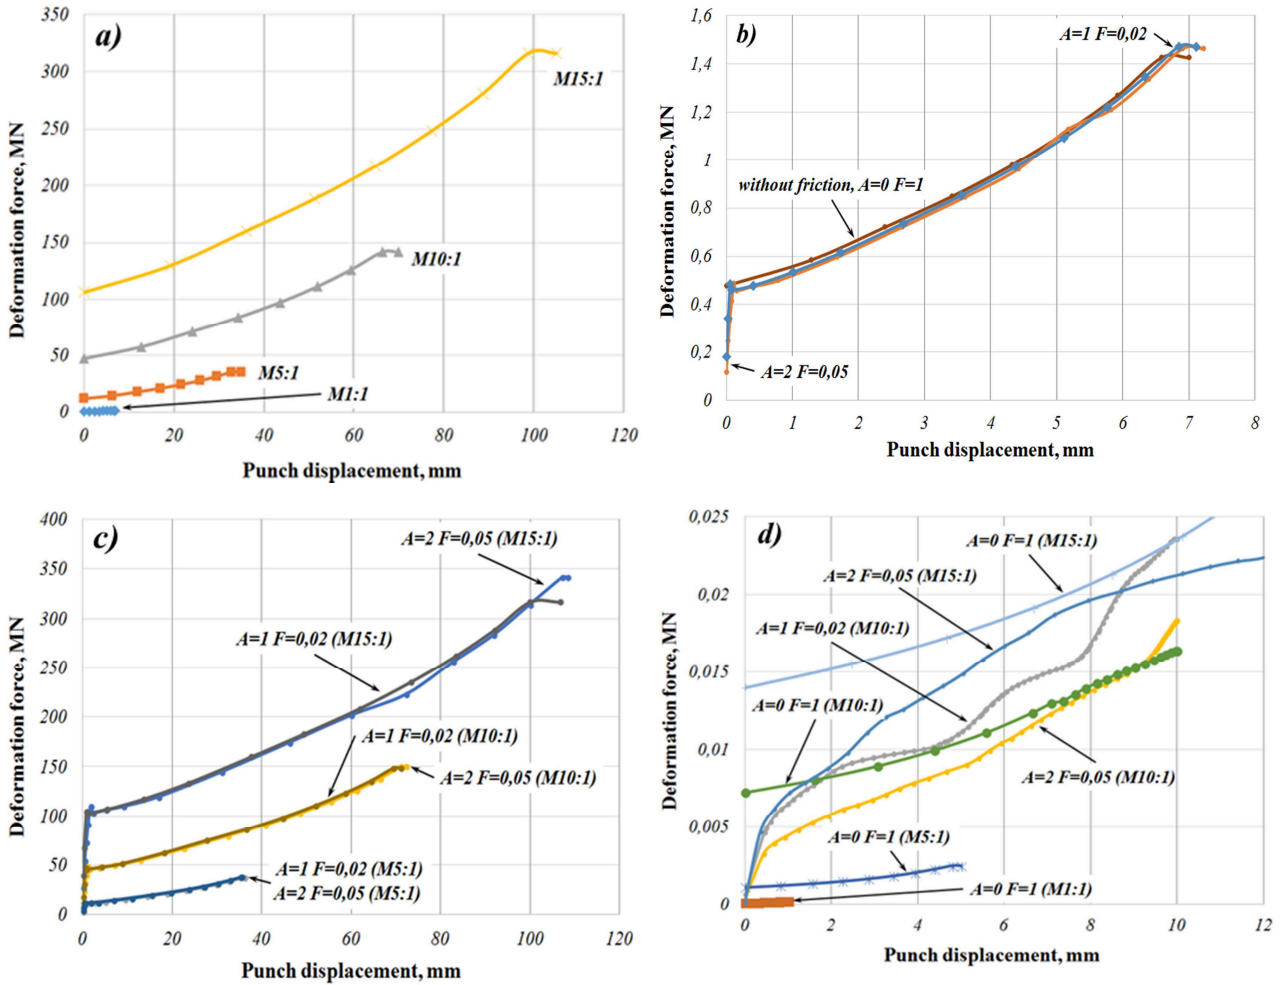 a)
Deformation force, MN
350
300
250
200
150
100
50
0
0 20 40 60 80 100 120
Punch displacement, mm
M15:1
M10:1
M5:1
M1:1
b)
Deformation force, MN
1,6
1,4
1,2
1
0,8
0,6
0,4
0,2
0
0 1 2 3 4 5 6 7 8
Punch displacement, mm
A=1 F=0,02
without friction, A=0 F=1
A=2 F=0,05
c)
Deformation force, MN
400
350
300
250
200
150
100
50
0
0 20 40 60 80 100 120
Punch displacement, mm
A=2 F=0,05 (M15:1)
A=1 F=0,02 (M15:1)
A=1 F=0,02 (M10:1)
A=2 F=0,05 (M10:1)
A=1 F=0,02 (M5:1)
A=2 F=0,05 (M5:1)
d)
Deformation force, MN
0,025
0,02
0,015
0,01
0,005
0
0 2 4 6 8 10 12
Punch displacement, mm
A=0 F=1 (M15:1)
A=2 F=0,05 (M15:1)
A=1 F=0,02 (M10:1)
A=0 F=1 (M10:1)
A=2 F=0,05 (M10:1)
A=0 F=1 (M5:1)
A=0 F=1 (M1:1)